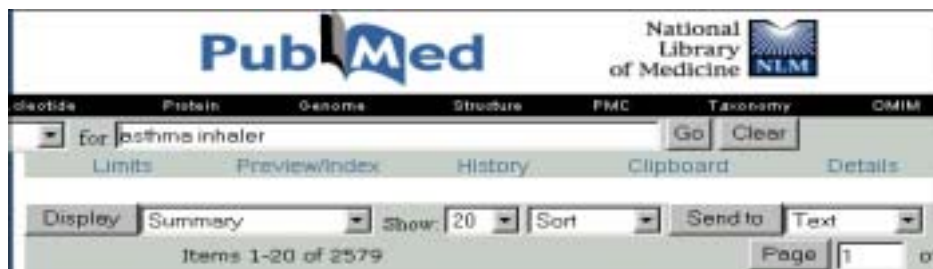 PubMed
National
Library
of Medicine NLM
Protein Genome Structure PMC Taxonomy OMIM
for asthma inhaler Go Clear
Limits Preview/Index History Clipboard Details
Display Summary Show: 20 Sort Send to Text
Items 1-20 of 2579 Page 1